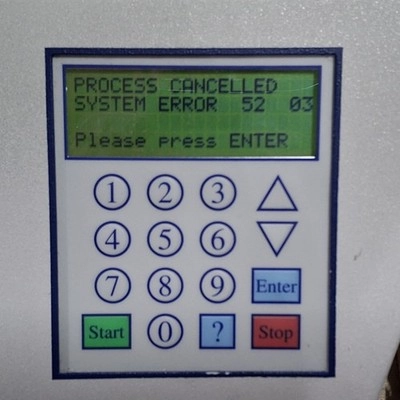 PROCESS CANCELLED
SYSTEM ERROR 52 03
Please press ENTER
1 2 3
4 5 6
7 8 9 Enter
Start 0 ? Stop